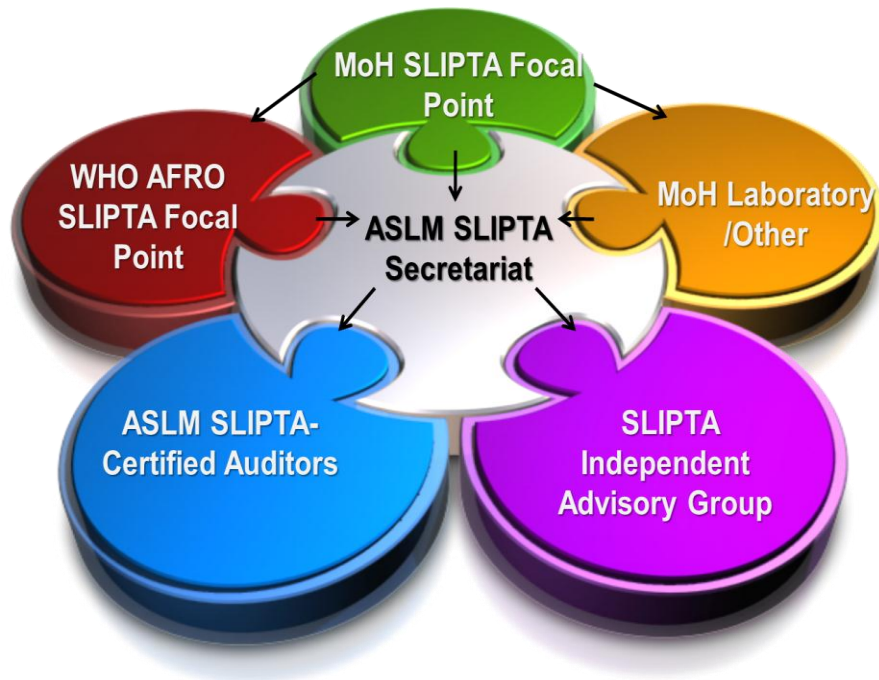 MoH SLIPTA Focal
Point
WHO AFRO
SLIPTA Focal
Point
MoH Laboratory
/Other
ASLM SLIPTA
Secretariat
ASLM SLIPTA-
Certified Auditors
SLIPTA
Independent
Advisory Group